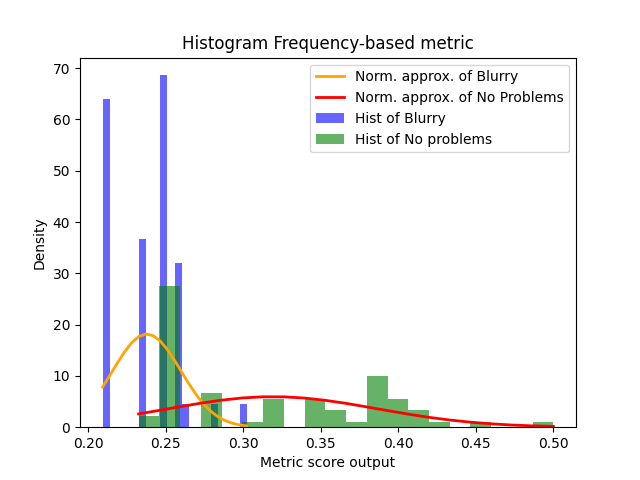 Histogram Frequency-based metric
Norm. approx. of Blurry
Norm. approx. of No Problems
Hist of Blurry
Hist of No problems
Density
70
60
50
40
30
20
10
0
0.20
0.25
0.30
0.35
0.40
0.45
0.50
Metric score output